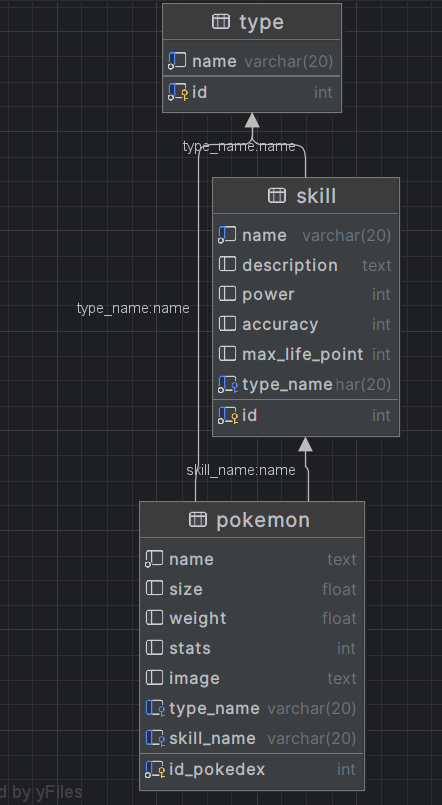 type
name varchar(20)
id int
type_name:name
skill
name varchar(20)
description text
power int
accuracy int
type_name:name
max_life_point int
type_name har(20)
id int
skill_name:name
pokemon
name text
size float
weight float
stats int
image text
type_name varchar(20)
skill_name varchar(20)
id_pokedex int
d by yFiles